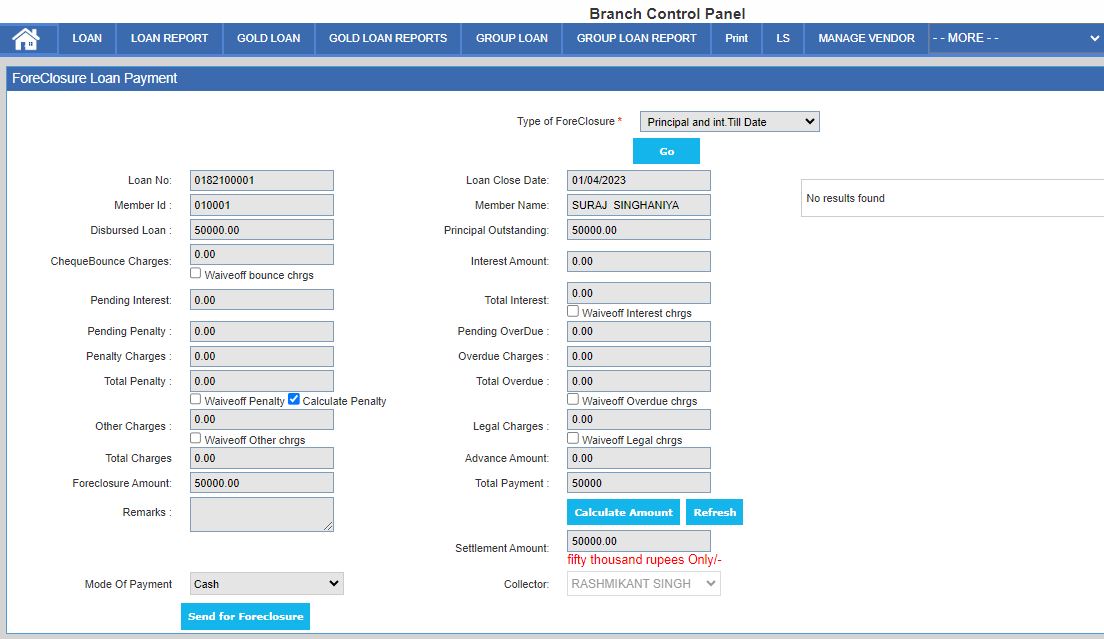 Branch Control Panel
LOAN LOAN REPORT GOLD LOAN GOLD LOAN REPORTS GROUP LOAN GROUP LOAN REPORT Print LS MANAGE VENDOR - - MORE - -
ForeClosure Loan Payment
Type of ForeClosure * Principal and int.Till Date
Go
Loan No: 0182100001 Loan Close Date: 01/04/2023
Member Id : 010001 Member Name: SURAJ SINGHANIYA No results found
Disbursed Loan : 50000.00 Principal Outstanding: 50000.00
ChequeBounce Charges: 0.00 Interest Amount: 0.00
Waiveoff bounce chrgs
Pending Interest: 0.00 Total Interest: 0.00
Waiveoff Interest chrgs
Pending Penalty : 0.00 Pending OverDue : 0.00
Penalty Charges : 0.00 Overdue Charges : 0.00
Total Penalty : 0.00 Total Overdue : 0.00
Waiveoff Penalty Calculate Penalty Waiveoff Overdue chrgs
Other Charges : 0.00 Legal Charges : 0.00
Waiveoff Other chrgs Waiveoff Legal chrgs
Total Charges 0.00 Advance Amount: 0.00
Foreclosure Amount: 50000.00 Total Payment : 50000
Remarks : Calculate Amount Refresh
Settlement Amount: 50000.00
fifty thousand rupees Only/-
Mode Of Payment Cash Collector: RASHMIKANT SINGH
Send for Foreclosure